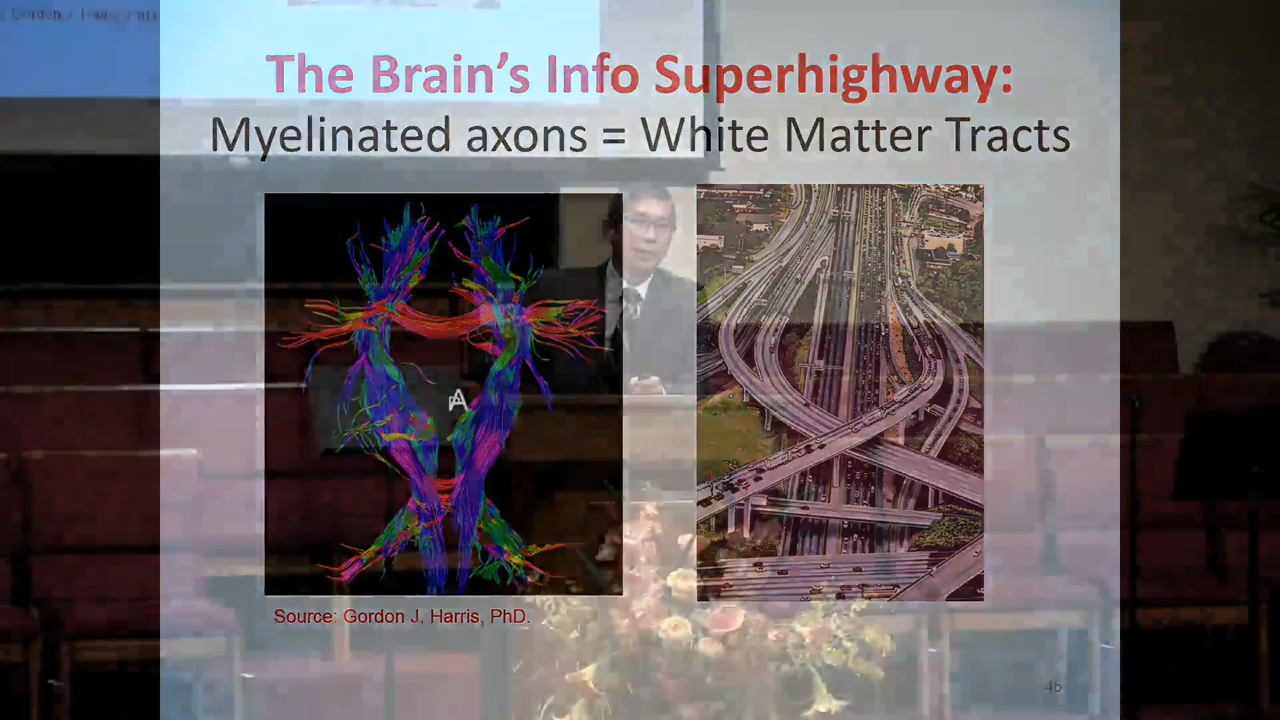 The Brain's Info Superhighway:
Myelinated axons = White Matter Tracts
A
Source: Gordon J. Harris, PhD.
46